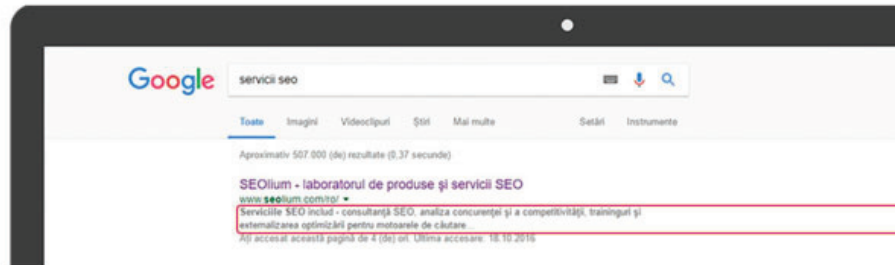 Google servicii seo
Toate Imagini Videoclipuri Știri Mai multe Setări Instrumente
Aproximativ 507.000 (de) rezultate (0,37 secunde)
SEOlium - laboratorul de produse și servicii SEO
www.seolium.com/ro/
Serviciile SEO includ - consultanță SEO, analiza concurenței și a competitivității, traininguri și
externalizarea optimizării pentru motoarele de căutare...
Ați accesat această pagină de 4 (de) ori. Ultima accesare: 18.10.2016